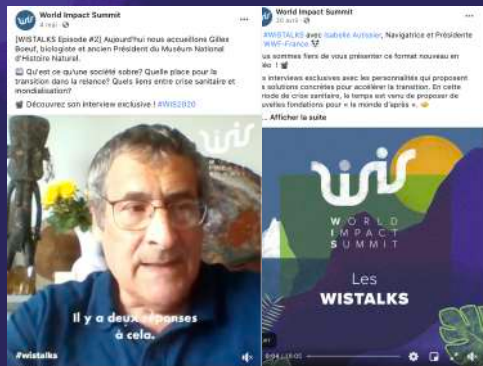 World Impact Summit
4 mai
[WISTALKS Episode #2] Aujourd'hui nous accueillons Gilles
Boeuf, biologiste et ancien Président du Muséum National
d'Histoire Naturel.
Qu'est ce qu'une société sobre? Quelle place pour la
transition dans la relance? Quels liens entre crise sanitaire et
mondialisation?
Découvrez son interview exclusive ! #WIS2020
WIS
Il y a deux réponses
à cela.
#wistalks
World Impact Summit
20 avril
#WISTALKS avec Isabelle Autissier, Navigatrice et Présidente
WWF-France
us sommes fiers de vous présenter ce format nouveau en
!
interviews exclusives avec les personnalités qui proposent
solutions concrètes pour accélérer la transition. En cette
riode de crise sanitaire, le temps est venu de proposer de
uvelles fondations pour « le monde d'après ».
... Afficher la suite
WIS
WORLD
IMPACT
SUMMIT
Les
WISTALKS